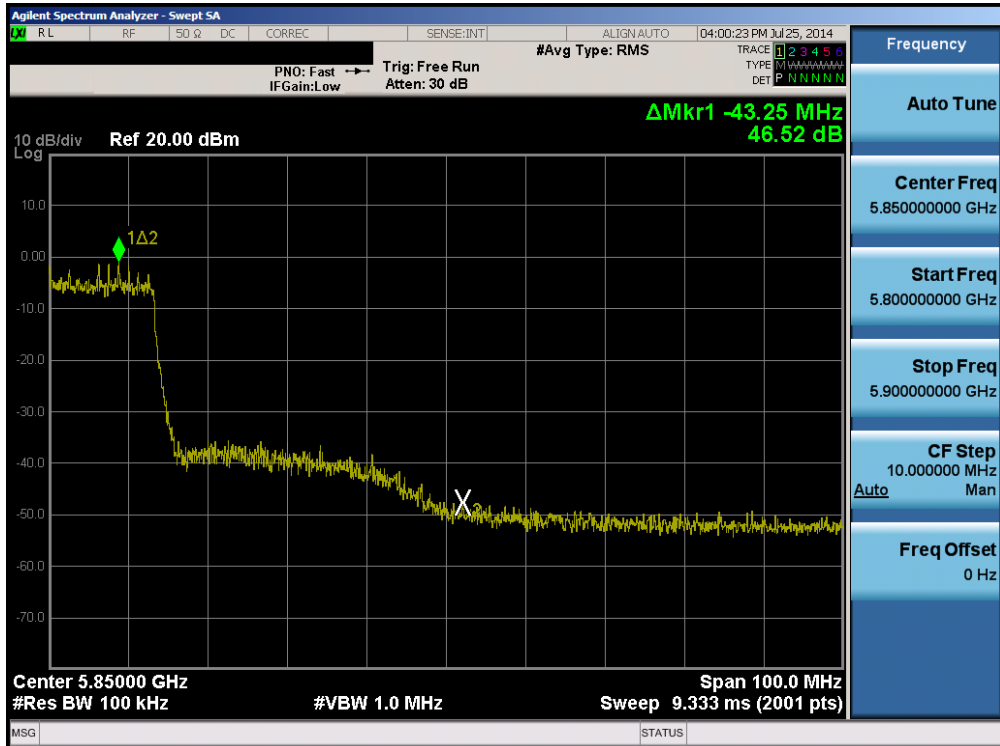 Agilent Spectrum Analyzer - Swept SA
LXI RL RF 50 Ω DC CORREC SENSE:INT ALIGN AUTO 04:00:23 PM Jul 25, 2014
#Avg Type: RMS
TRACE 1 2 3 4 5 6
PNO: Fast Trig: Free Run
TYPE M WWWWW
IFGain:Low Atten: 30 dB
DET P N N N N N
ΔMkr1 -43.25 MHz
46.52 dB
10 dB/div Ref 20.00 dBm
Log
10.0
1Δ2
0.00
-10.0
-20.0
-30.0
-40.0
-50.0
-60.0
-70.0
Center 5.85000 GHz Span 100.0 MHz
#Res BW 100 kHz #VBW 1.0 MHz Sweep 9.333 ms (2001 pts)
MSG STATUS
Frequency
Auto Tune
Center Freq
5.850000000 GHz
Start Freq
5.800000000 GHz
Stop Freq
5.900000000 GHz
CF Step
10.000000 MHz
Auto Man
Freq Offset
0 Hz